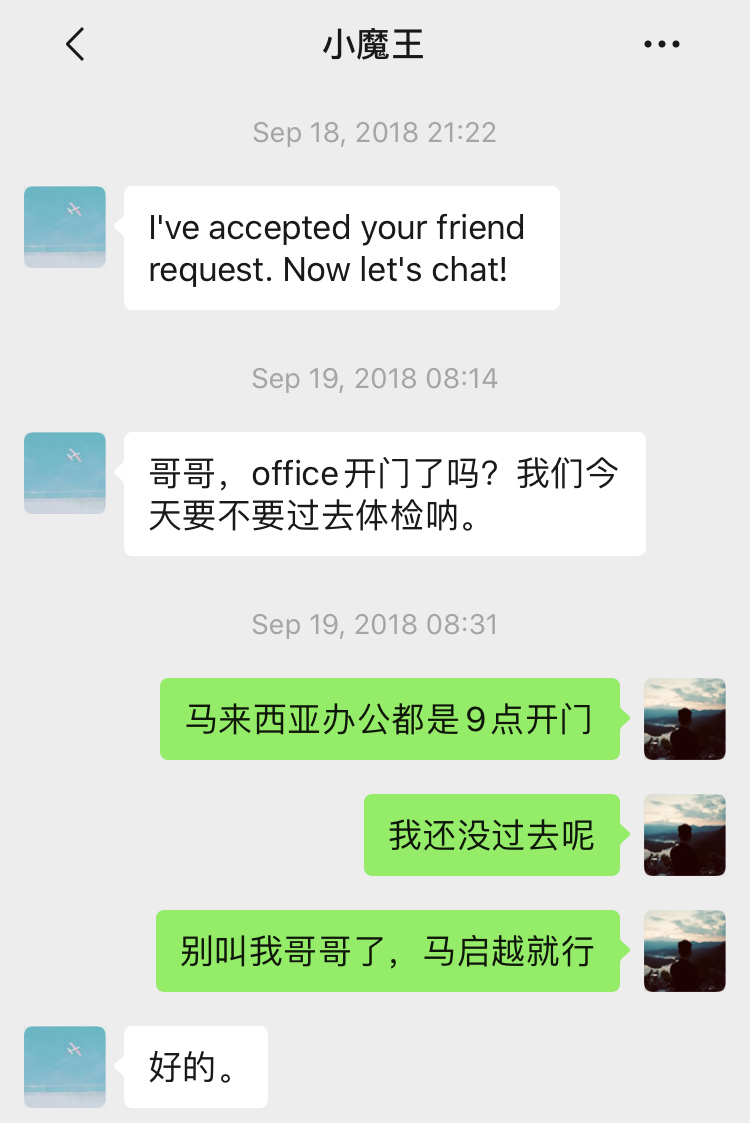 小魔王
Sep 18, 2018 21:22
I've accepted your friend
request. Now let's chat!
Sep 19, 2018 08:14
哥哥，office开门了吗？我们今
天要不要过去体检呐。
Sep 19, 2018 08:31
马来西亚办公都是9点开门
我还没过去呢
别叫我哥哥了，马启越就行
好的。